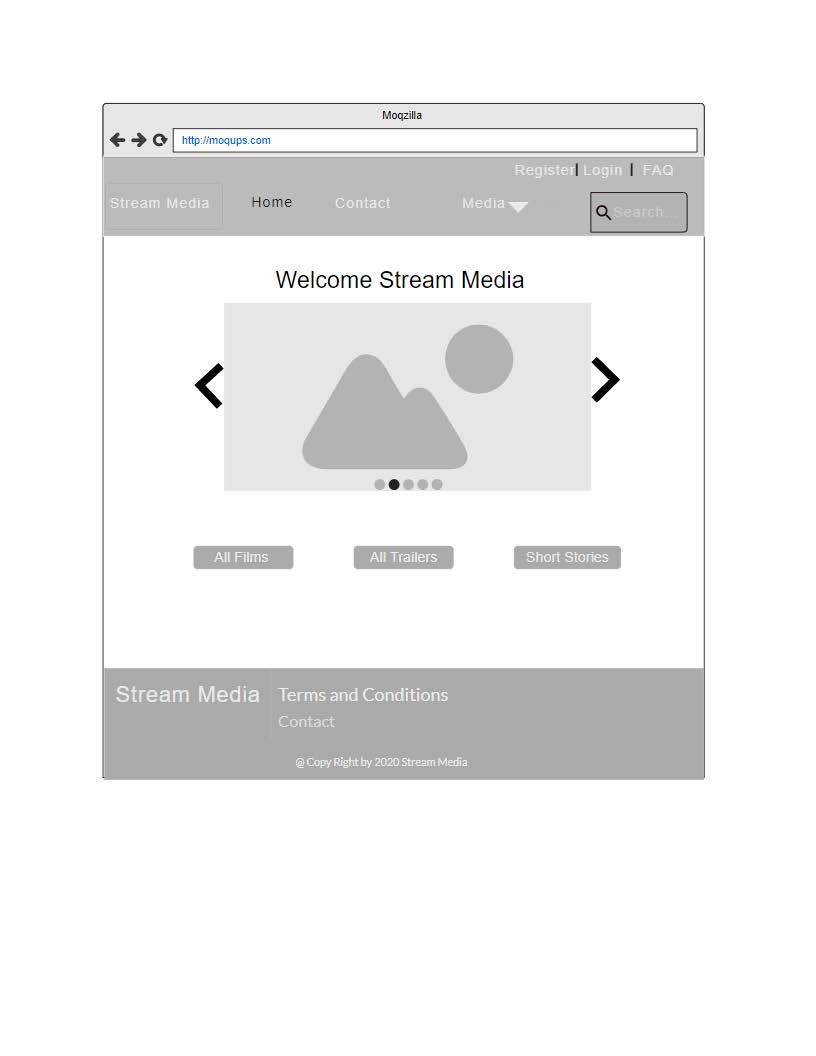 Moqzilla
http://moqups.com
Register| Login | FAQ
Stream Media Home Contact Media Search...
Welcome Stream Media
All Films All Trailers Short Stories
Stream Media Terms and Conditions
Contact
@ Copy Right by 2020 Stream Media